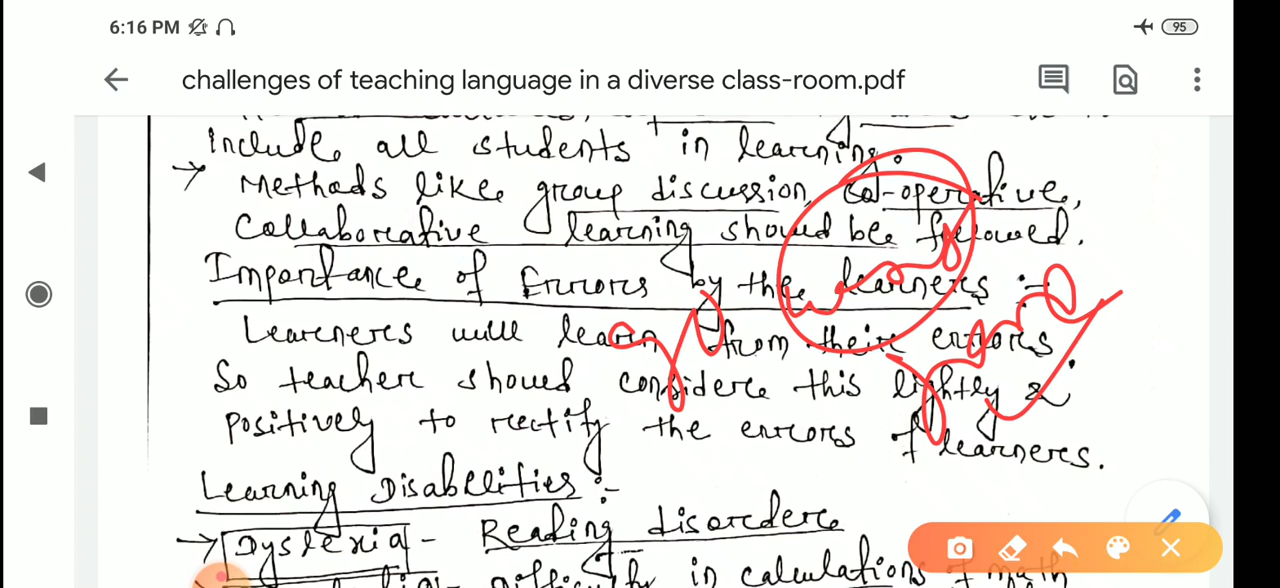 6:16 PM 95
challenges of teaching language in a diverse class-room.pdf
include all students in learning.
→ Methods like group discussion, co-operative,
collaborative learning should be followed.
Importance of Errors by the learners :-
Learners will learn from their errors
So teacher should consider this lightly &
positively to rectify the errors of learners.
Learning Disabilities :-
→ Dyslexia - Reading disorder
difficulty in calculations of math